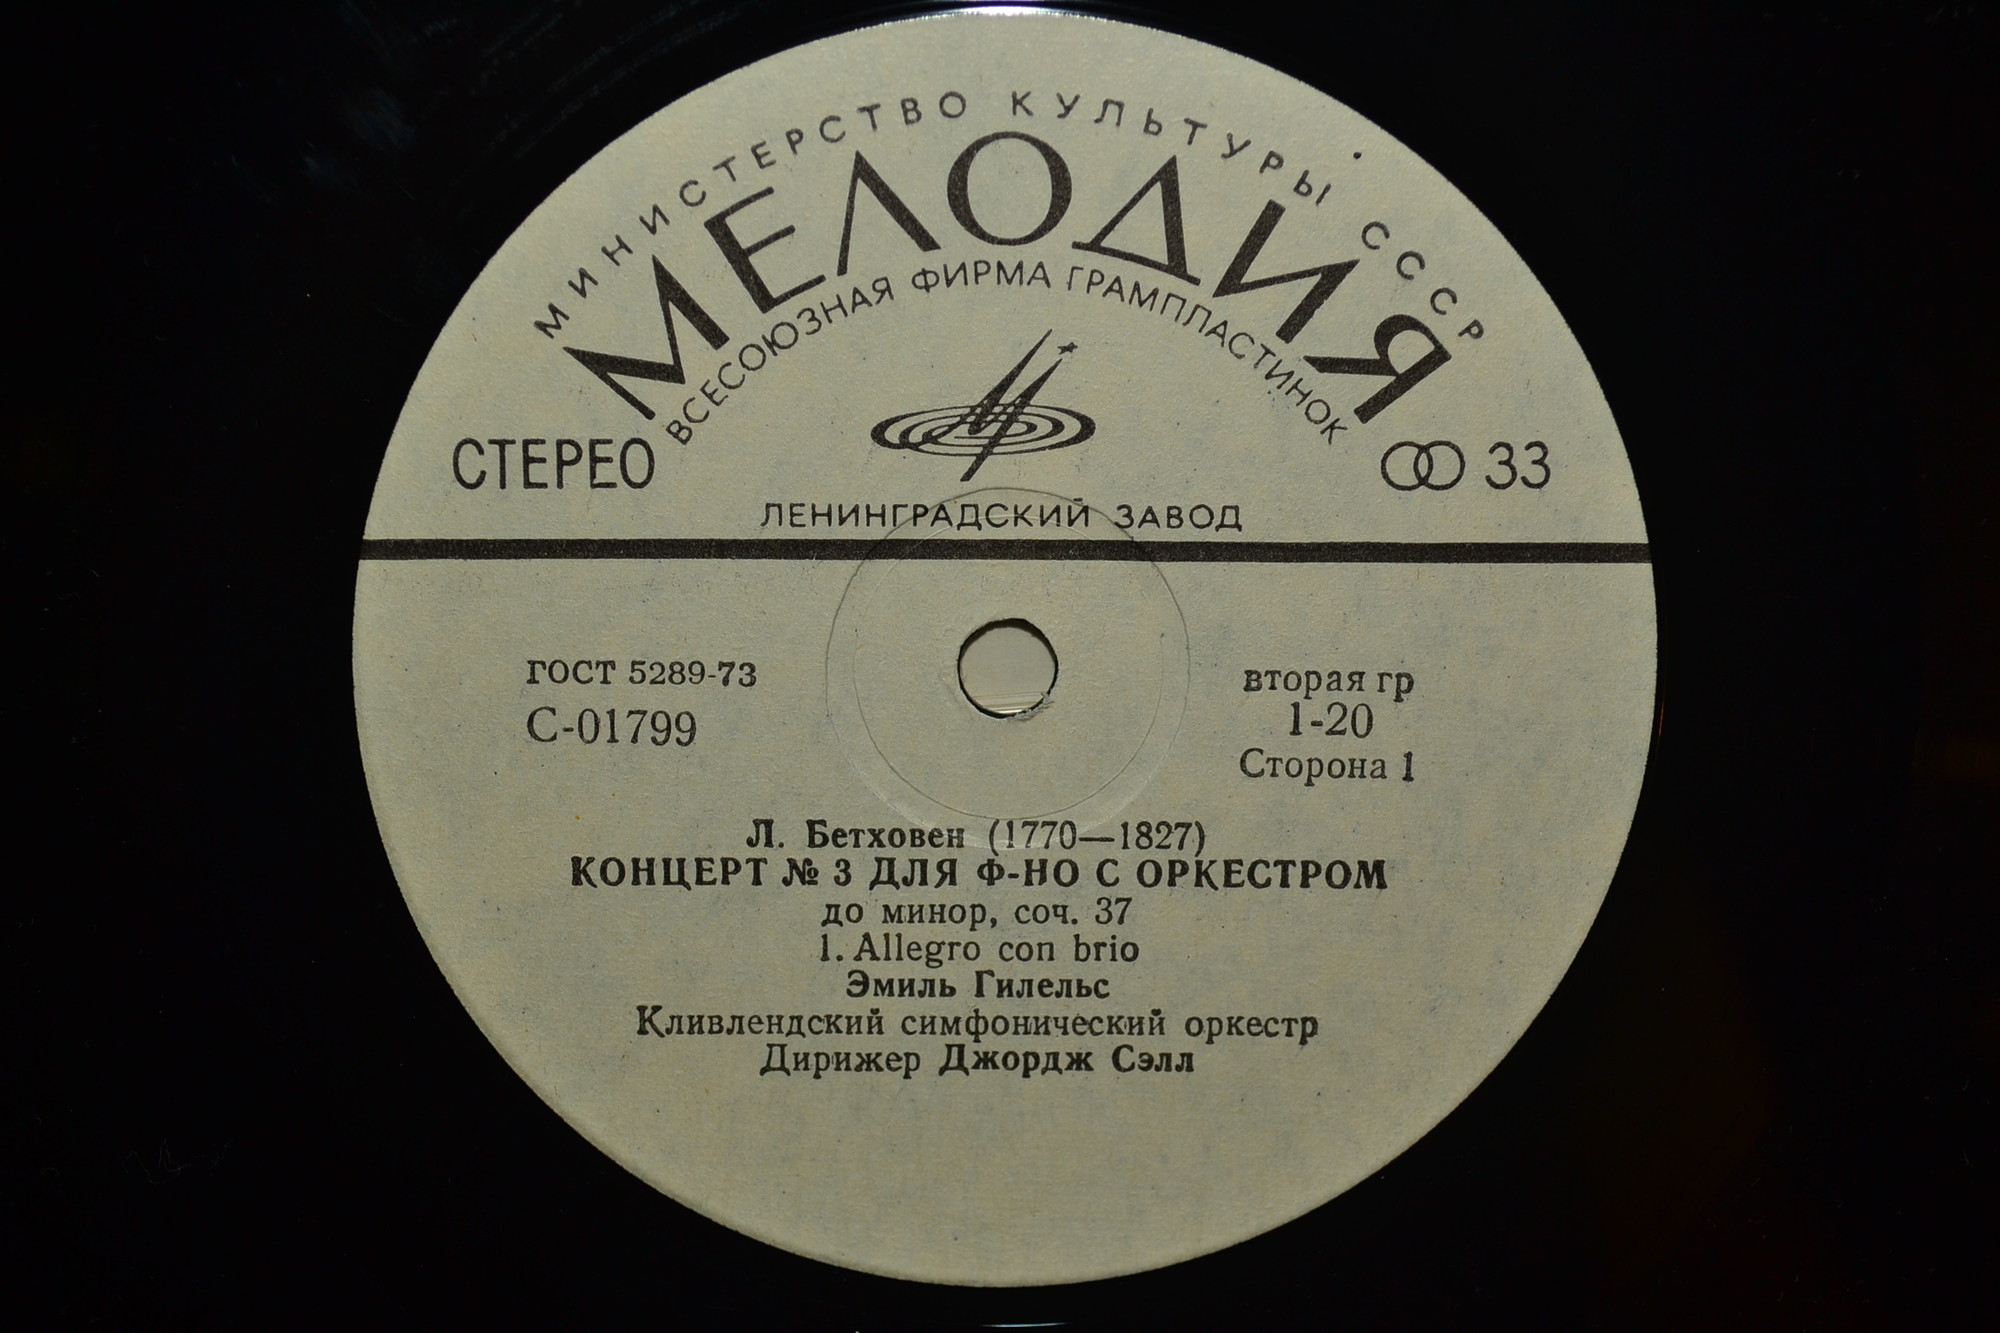 МИНИСТЕРСТВО КУЛЬТУРЫ СССР
МЕЛОДИЯ
ВСЕСОЮЗНАЯ ФИРМА ГРАМПЛАСТИНОК
СТЕРЕО
33
ЛЕНИНГРАДСКИЙ ЗАВОД
ГОСТ 5289-73
С-01799
вторая гр
1-20
Сторона 1
Л. Бетховен (1770—1827)
КОНЦЕРТ № 3 ДЛЯ Ф-НО С ОРКЕСТРОМ
до минор, соч. 37
1. Allegro con brio
Эмиль Гилельс
Кливлендский симфонический оркестр
Дирижер Джордж Сэлл